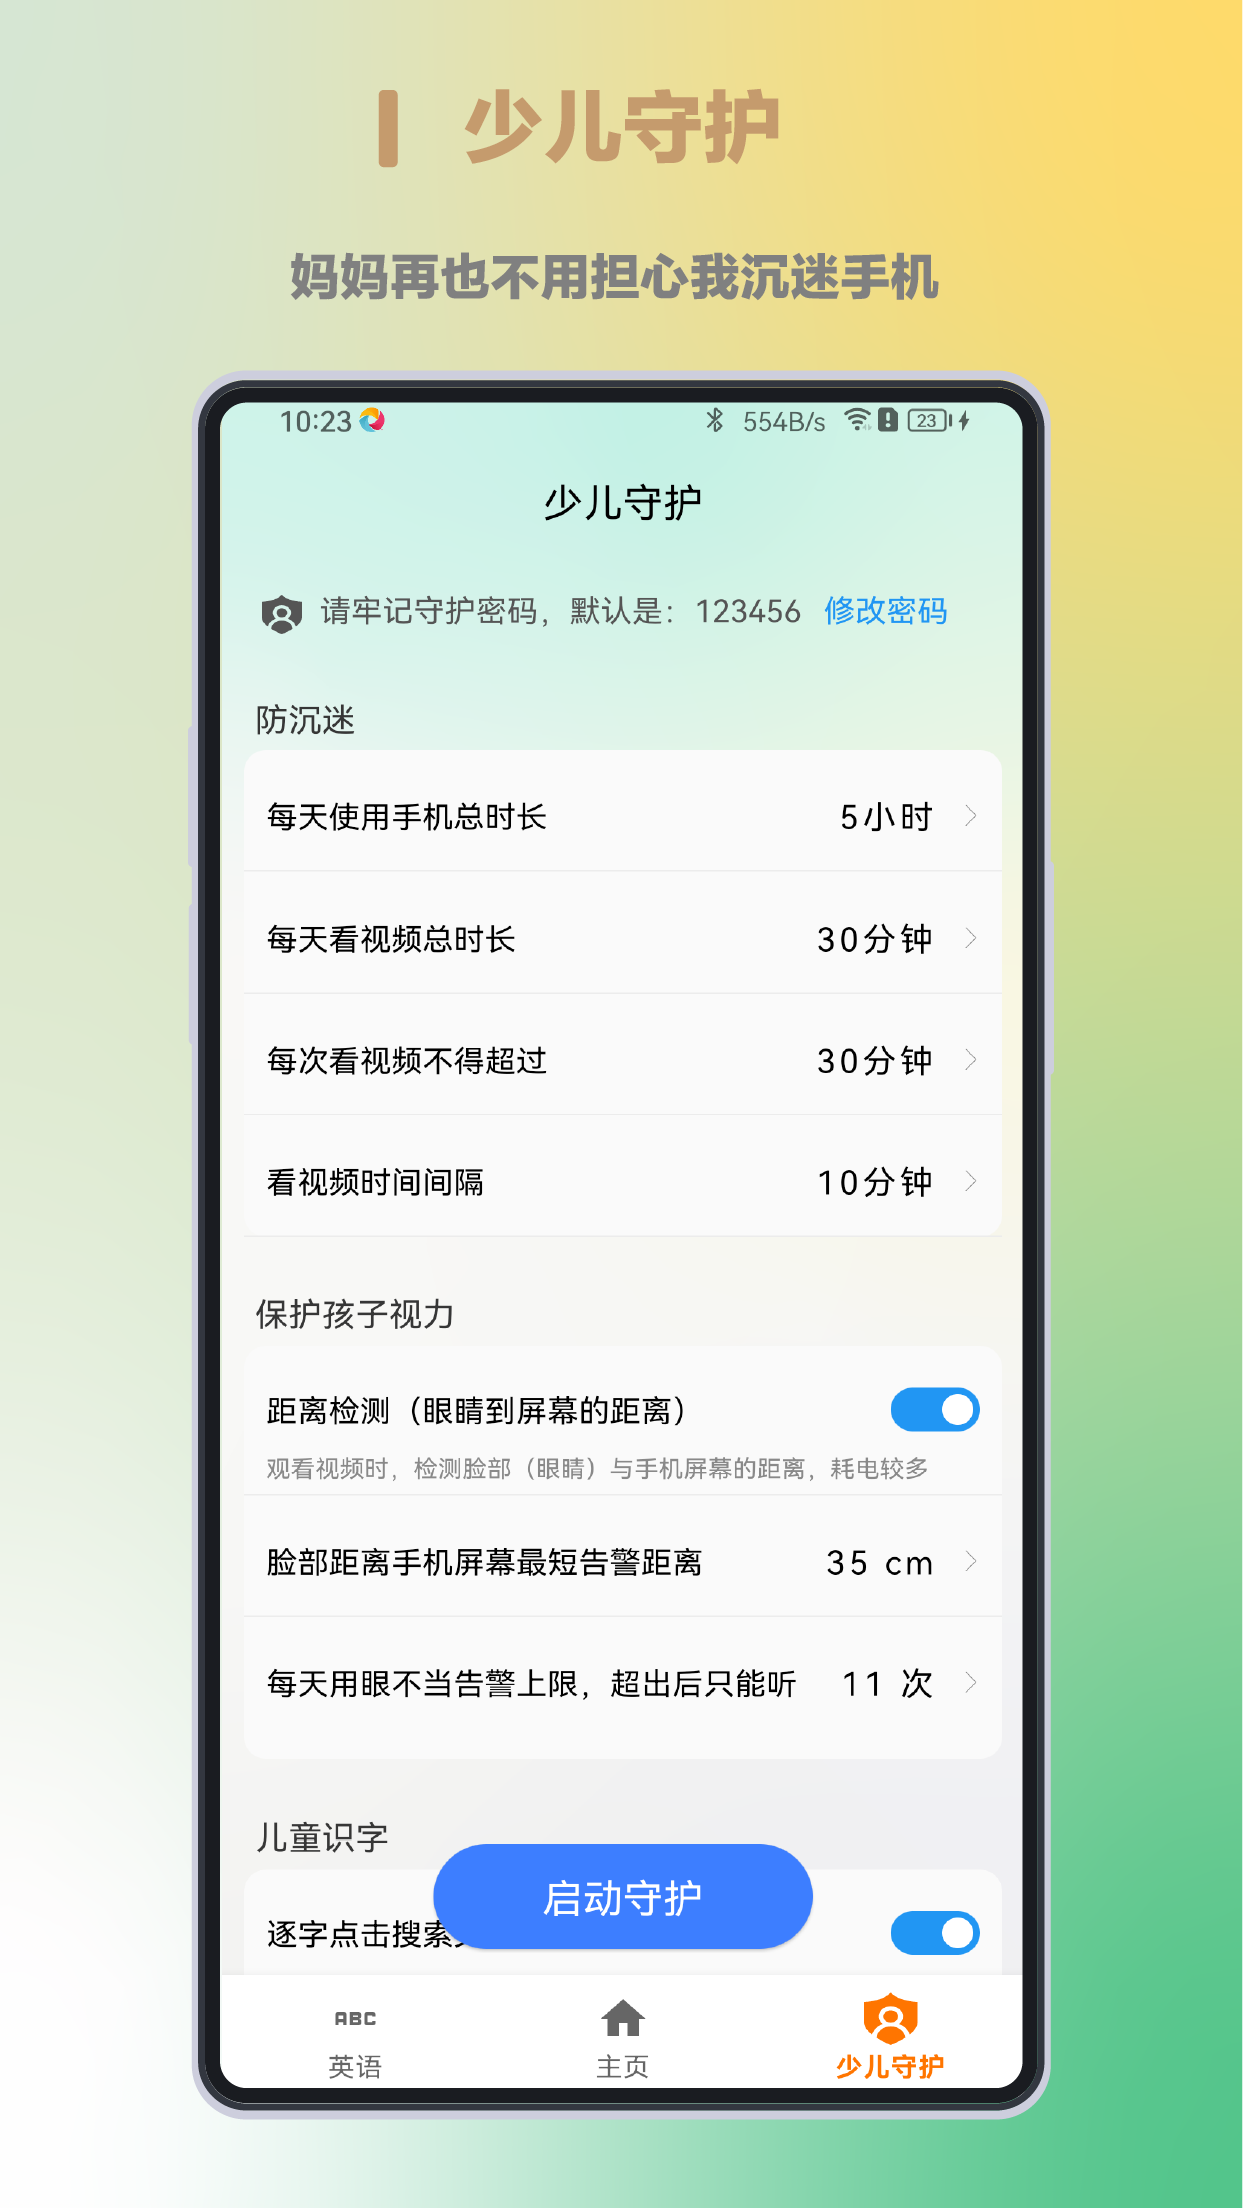 少儿守护
妈妈再也不用担心我沉迷手机
10:23 554B/s 23
少儿守护
请牢记守护密码，默认是：123456 修改密码
防沉迷
每天使用手机总时长 5小时
每天看视频总时长 30分钟
每次看视频不得超过 30分钟
看视频时间间隔 10分钟
保护孩子视力
距离检测（眼睛到屏幕的距离）
观看视频时，检测脸部（眼睛）与手机屏幕的距离，耗电较多
脸部距离手机屏幕最短告警距离 35 cm
每天用眼不当告警上限，超出后只能听 11 次
儿童识字
启动守护
逐字点击搜索
ABC
英语 主页 少儿守护